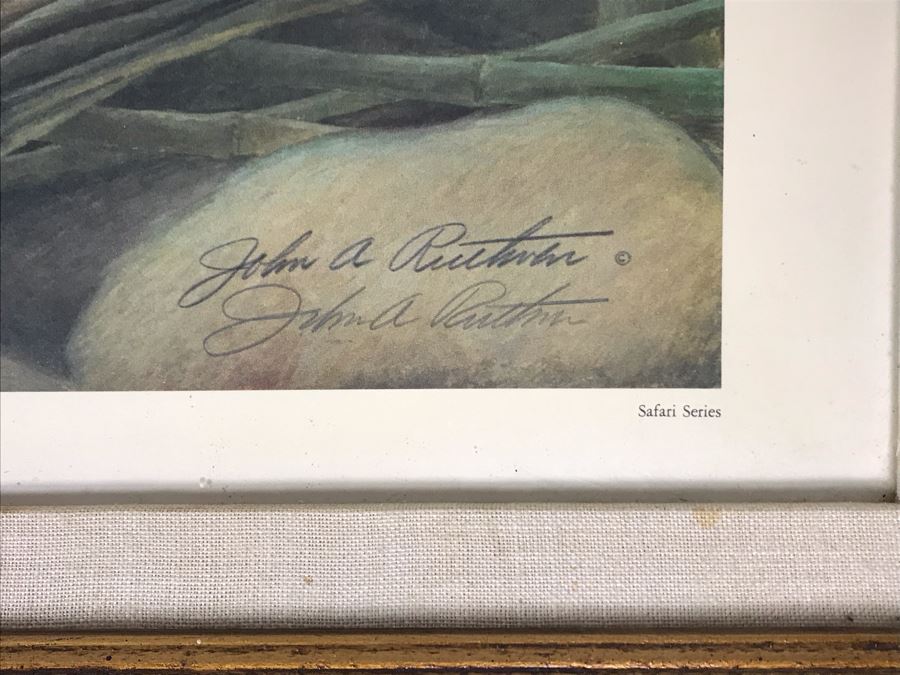 John A Ruthven ©
John A Ruthven
Safari Series